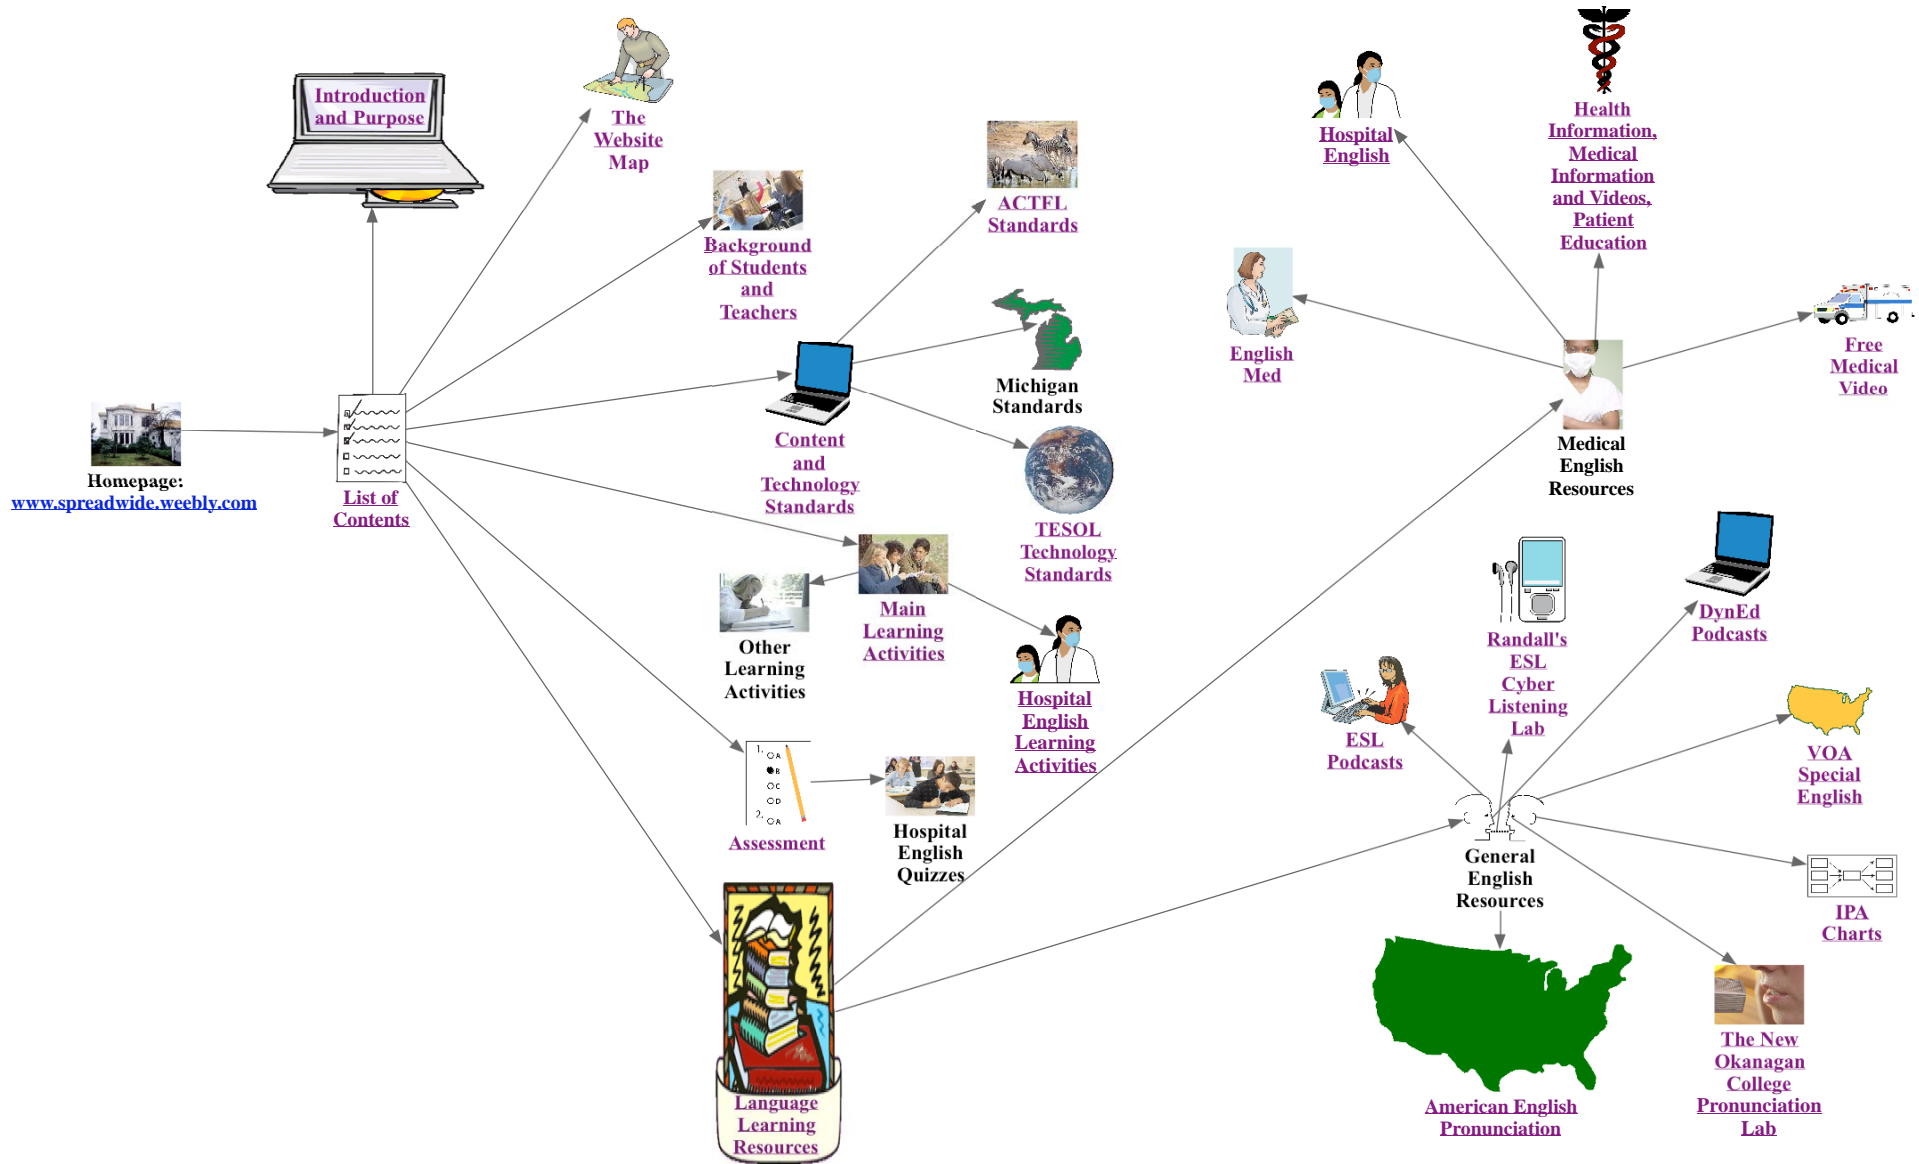 Introduction
and Purpose
The
Website
Map
Background
of Students
and
Teachers
ACTFL
Standards
Michigan
Standards
Homepage:
www.spreadwide.weebly.com
List of
Contents
Content
and
Technology
Standards
TESOL
Technology
Standards
Main
Learning
Activities
Other
Learning
Activities
Hospital
English
Learning
Activities
1.
A
B
C
D
2.
A
Assessment
Hospital
English
Quizzes
Language
Learning
Resources
Hospital
English
Health
Information,
Medical
Information
and Videos,
Patient
Education
English
Med
Free
Medical
Video
Medical
English
Resources
DynEd
Podcasts
Randall's
ESL
Cyber
Listening
Lab
ESL
Podcasts
VOA
Special
English
General
English
Resources
IPA
Charts
American English
Pronunciation
The New
Okanagan
College
Pronunciation
Lab